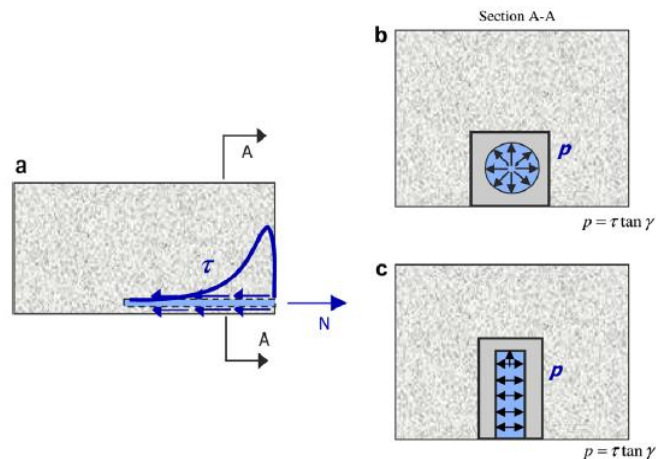 Section A-A
b
A
a
p
τ
p = τ tan γ
c
N
A
p
p = τ tan γ